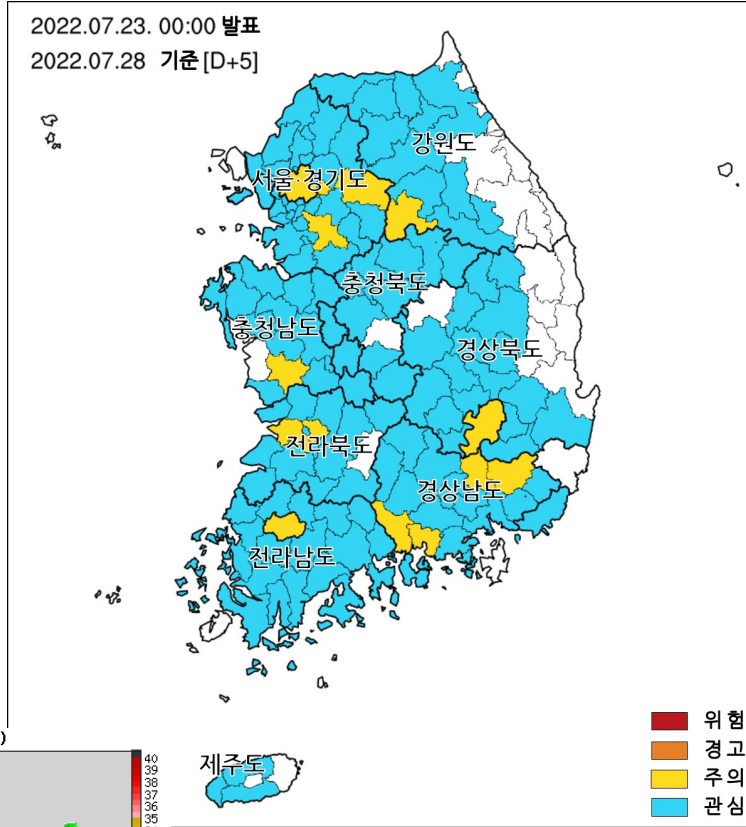 2022.07.23. 00:00 발표
2022.07.28 기준 [D+5]
강원도
서울·경기도
충청북도
충청남도
경상북도
전라북도
경상남도
전라남도
제주도
위험
경고
주의
관심
)
40
39
38
37
36
35